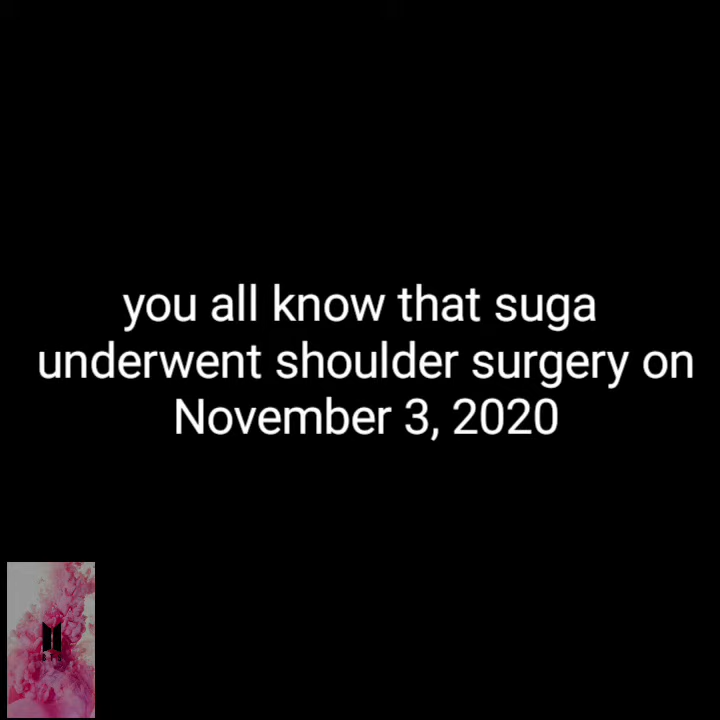 you all know that suga
underwent shoulder surgery on
November 3, 2020